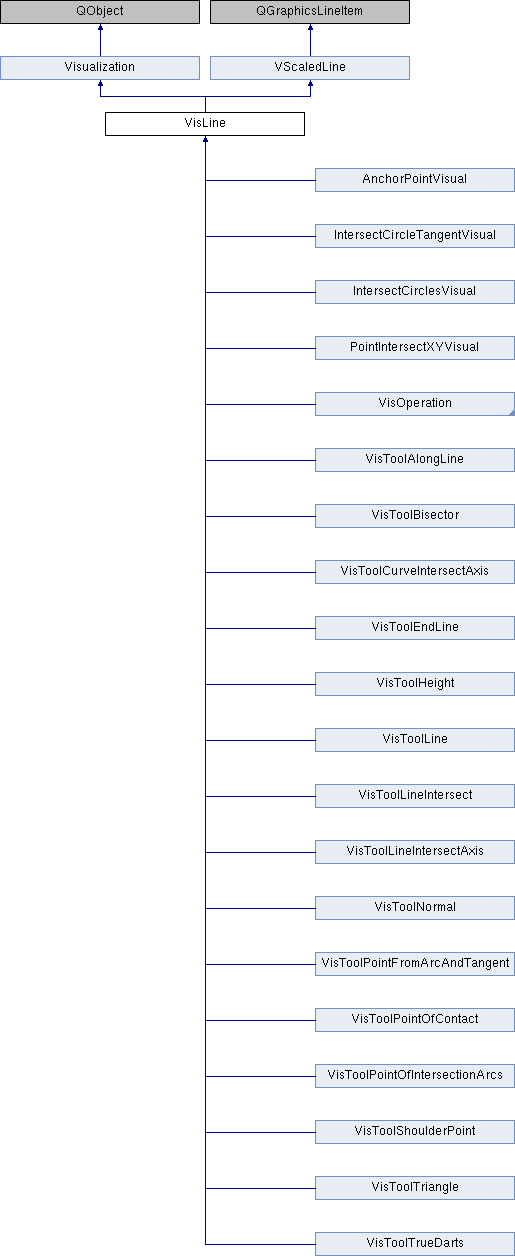 QObject
QGraphicsLineItem
Visualization
VScaledLine
VisLine
AnchorPointVisual
IntersectCircleTangentVisual
IntersectCirclesVisual
PointIntersectXYVisual
VisOperation
VisToolAlongLine
VisToolBisector
VisToolCurveIntersectAxis
VisToolEndLine
VisToolHeight
VisToolLine
VisToolLineIntersect
VisToolLineIntersectAxis
VisToolNormal
VisToolPointFromArcAndTangent
VisToolPointOfContact
VisToolPointOfIntersectionArcs
VisToolShoulderPoint
VisToolTriangle
VisToolTrueDarts